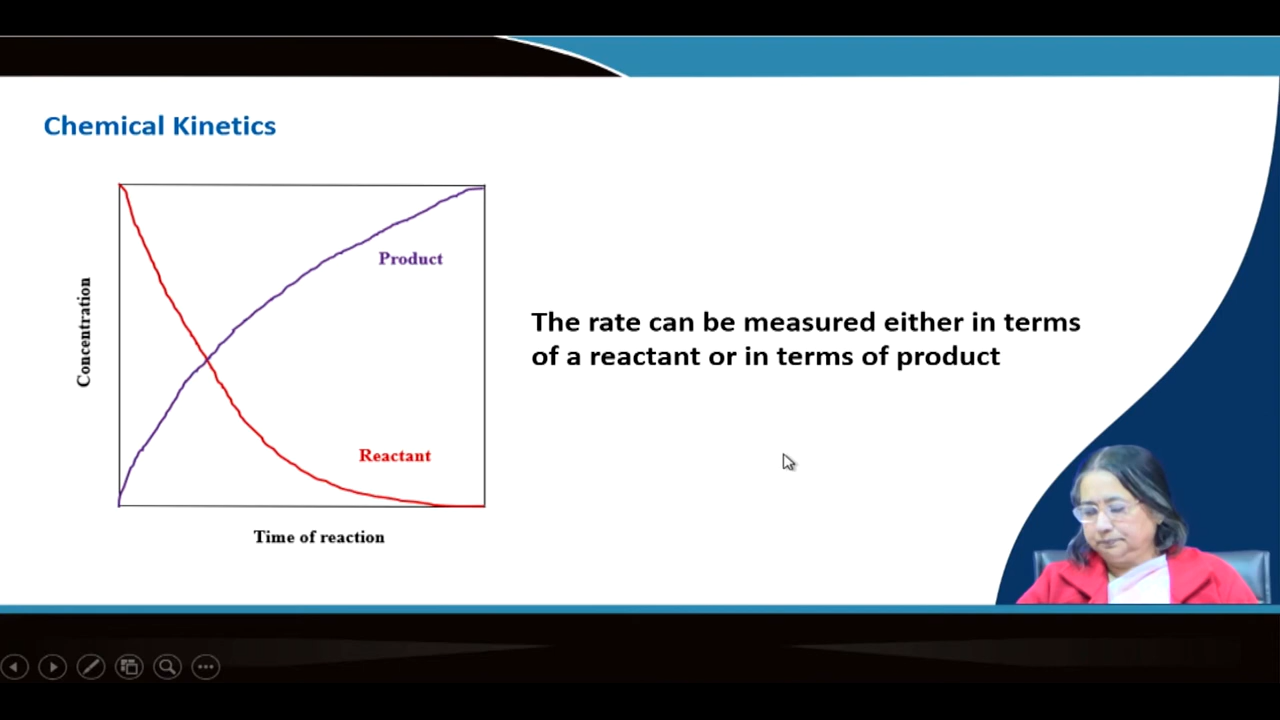 Chemical Kinetics
Concentration
Product
Reactant
Time of reaction
The rate can be measured either in terms
of a reactant or in terms of product